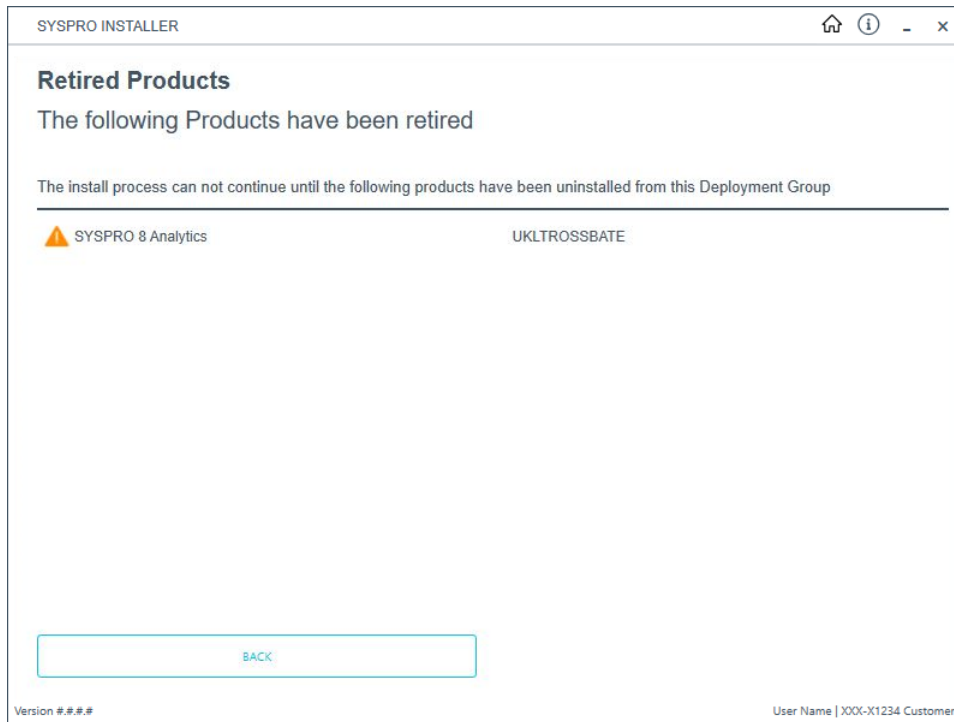 SYSPRO INSTALLER
Retired Products
The following Products have been retired
The install process can not continue until the following products have been uninstalled from this Deployment Group
SYSPRO 8 Analytics UKLTROSSBATE
BACK
Version #.#.#.# User Name | XXX-X1234 Customer